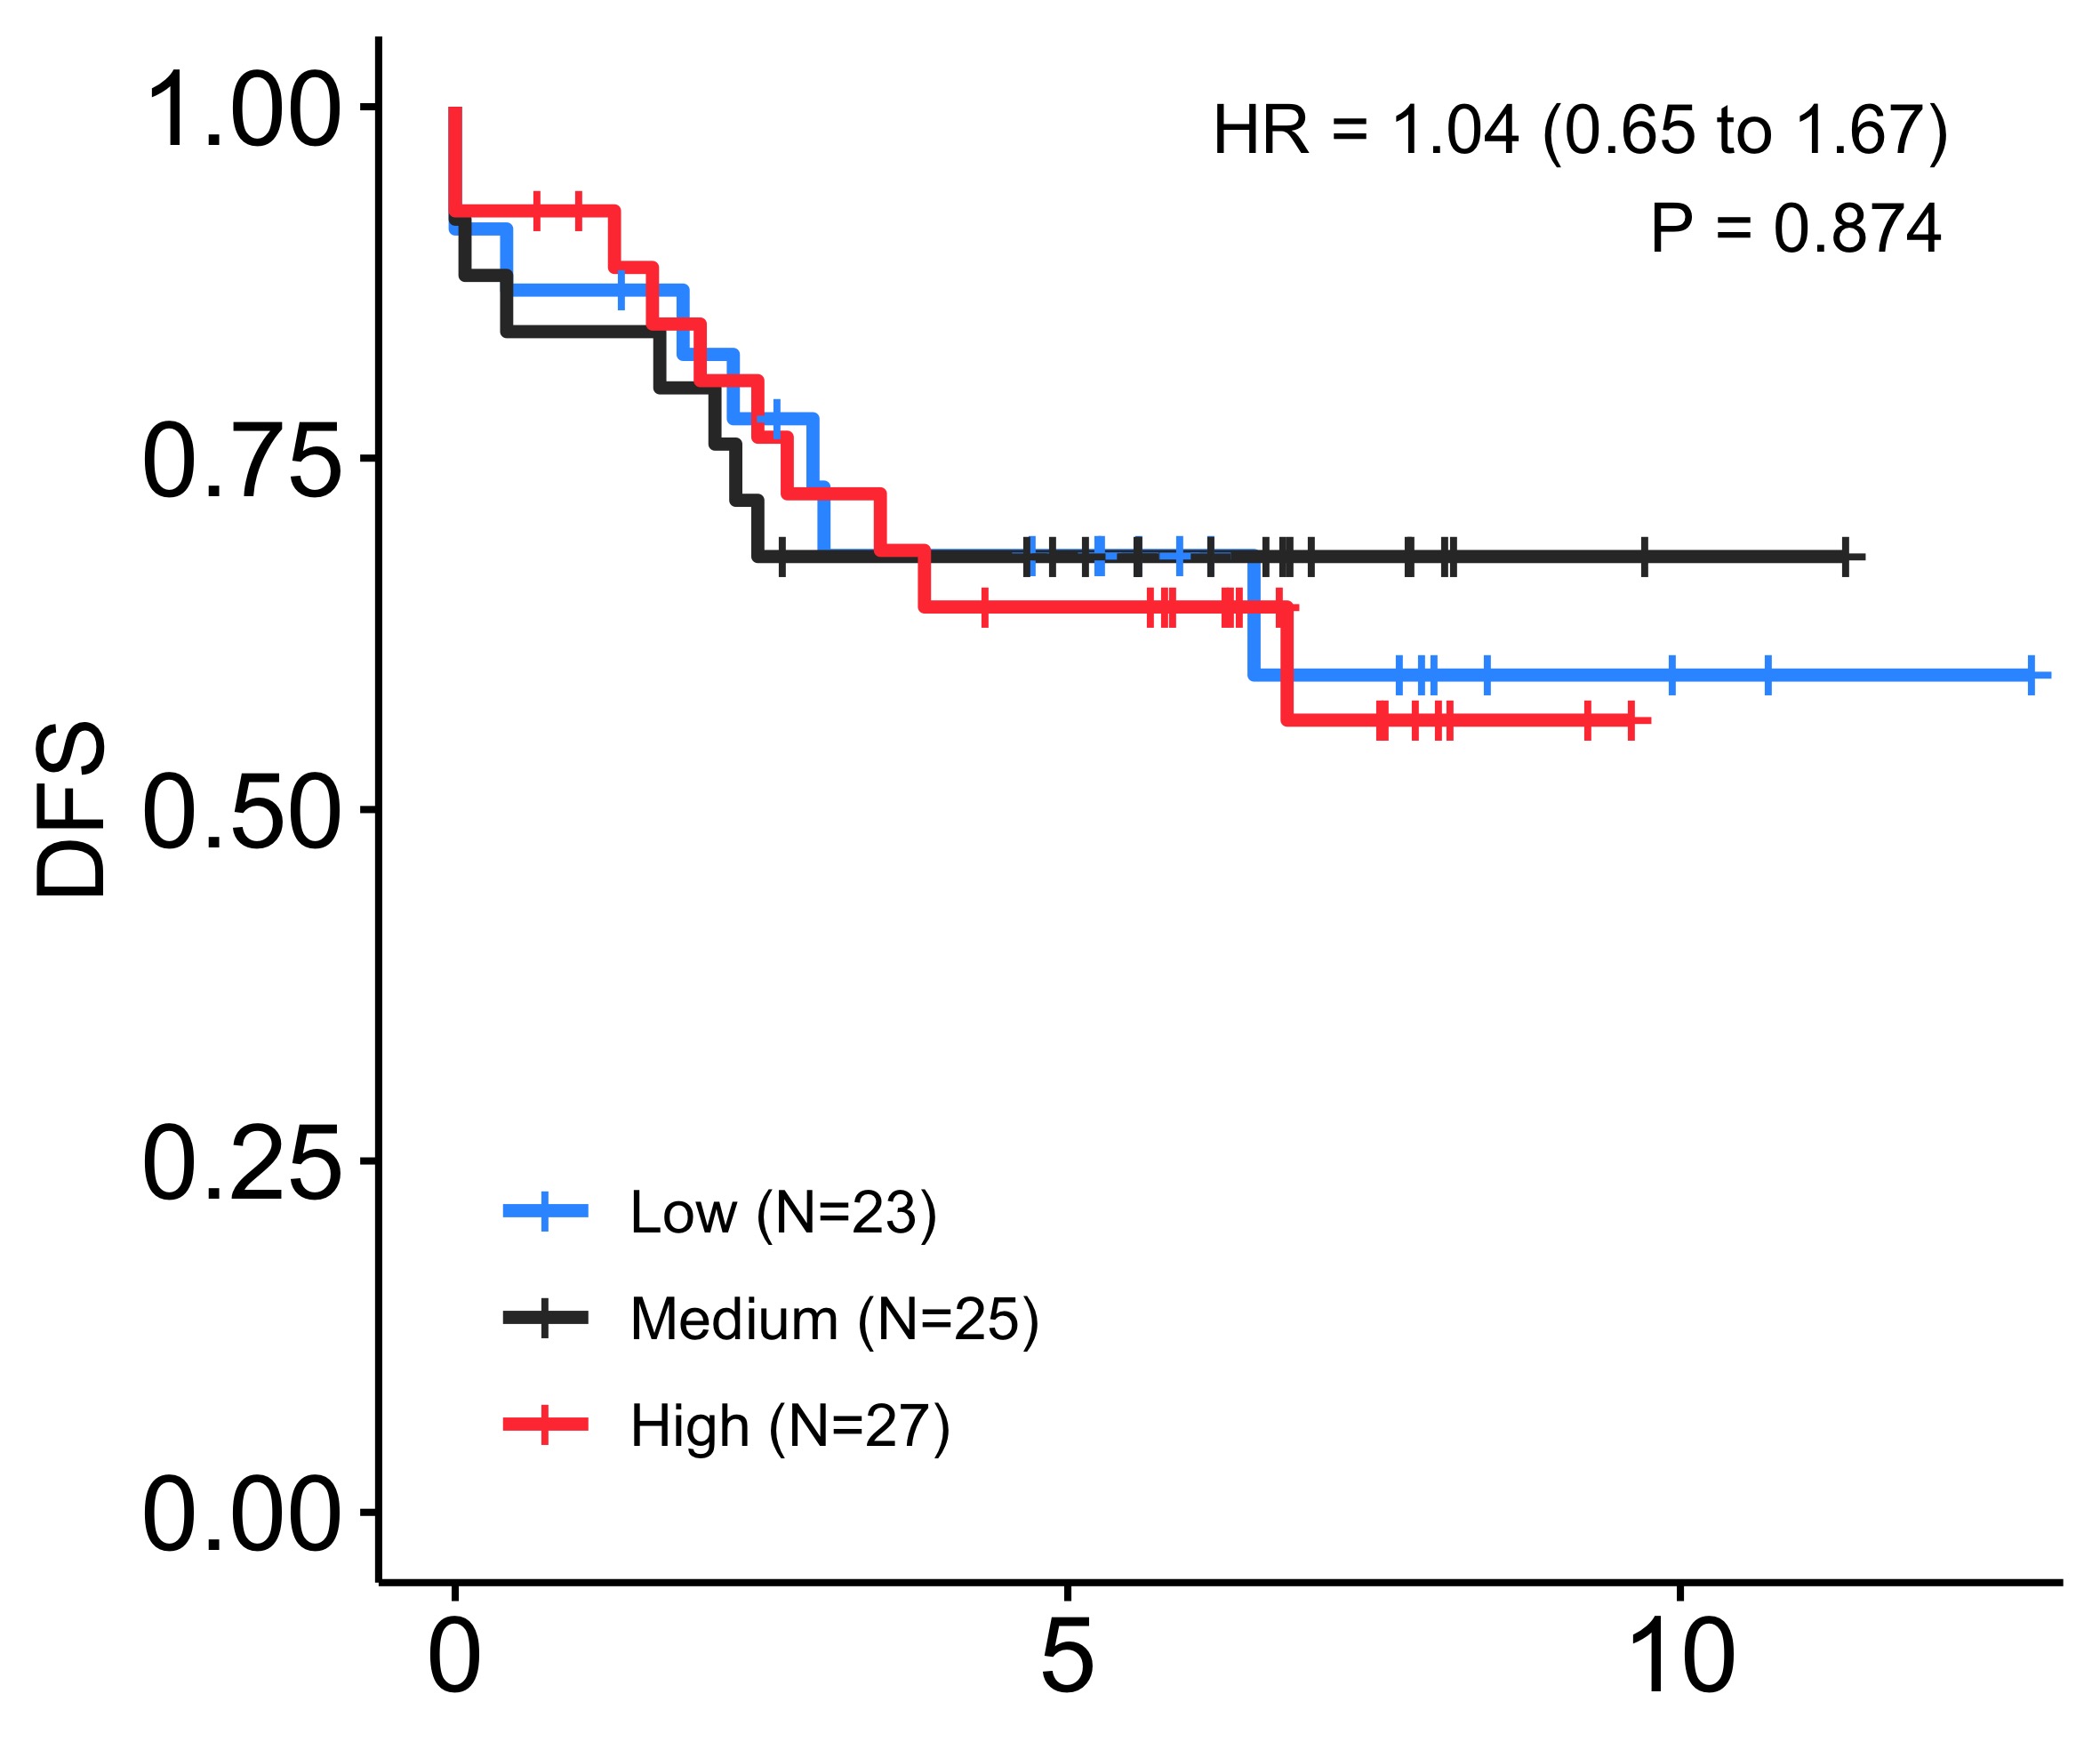 1.00
0.75
0.50
0.25
0.00
DFS
HR = 1.04 (0.65 to 1.67)
P = 0.874
Low (N=23)
Medium (N=25)
High (N=27)
0
5
10